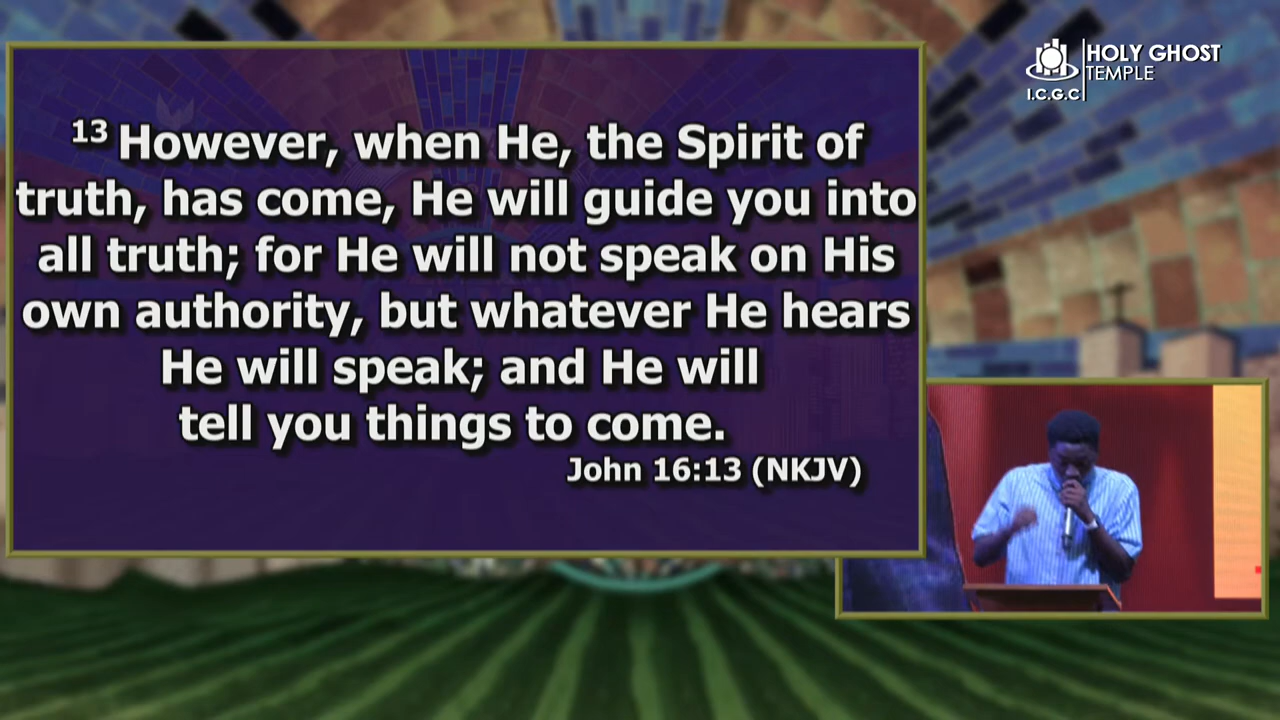 HOLY GHOST
TEMPLE
I.C.G.C
13 However, when He, the Spirit of
truth, has come, He will guide you into
all truth; for He will not speak on His
own authority, but whatever He hears
He will speak; and He will
tell you things to come.
John 16:13 (NKJV)